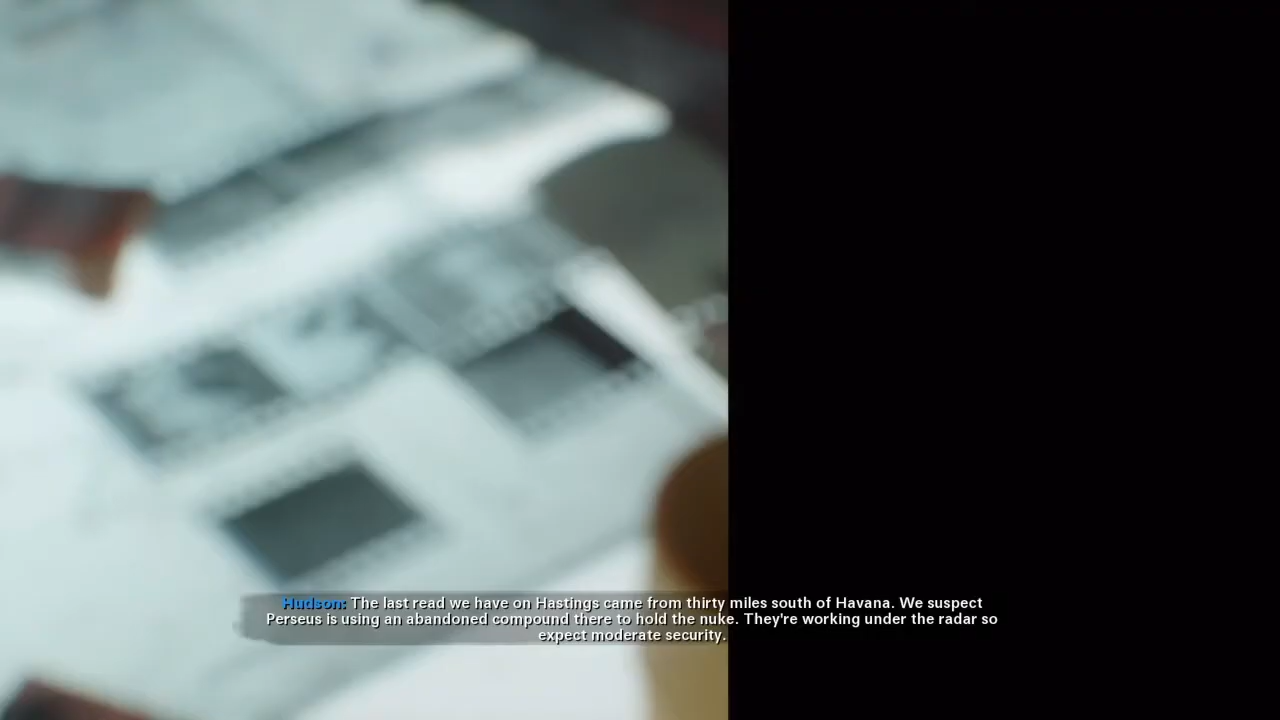 Hudson: The last read we have on Hastings came from thirty miles south of Havana. We suspect
Perseus is using an abandoned compound there to hold the nuke. They're working under the radar so
expect moderate security.